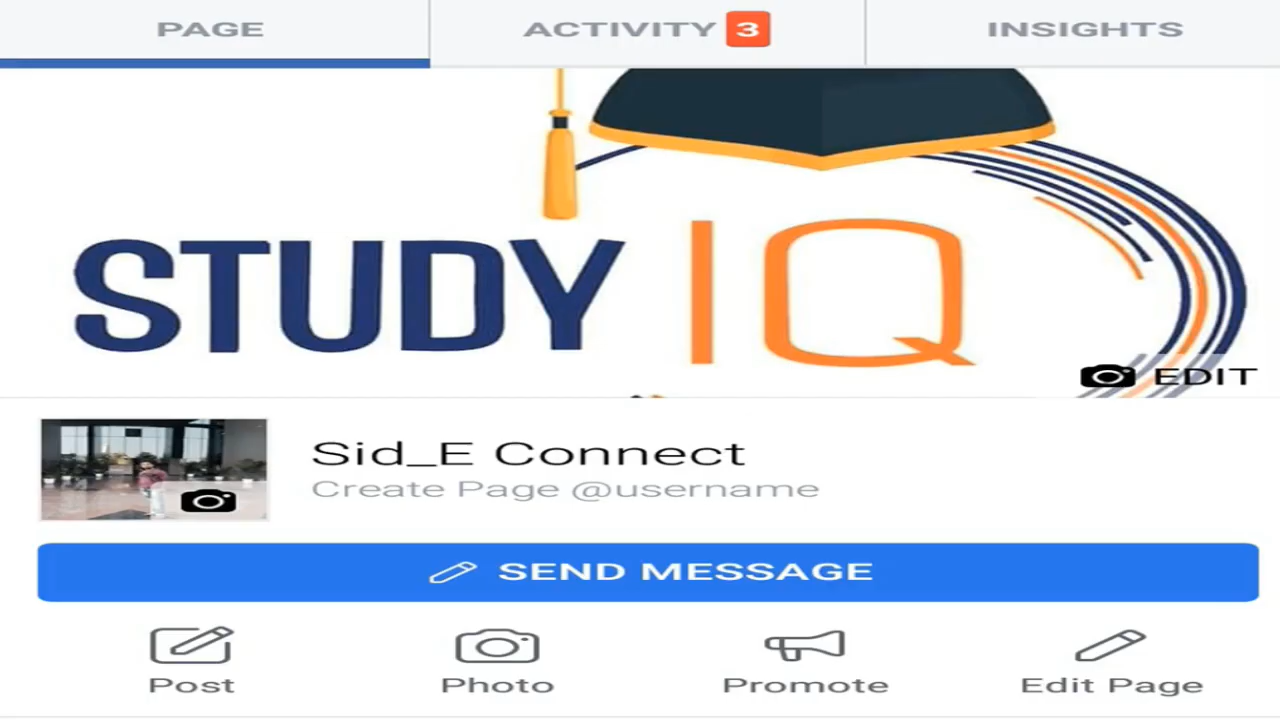 PAGE
ACTIVITY 3
INSIGHTS
STUDY IQ
EDIT
Sid_E Connect
Create Page @username
SEND MESSAGE
Post
Photo
Promote
Edit Page